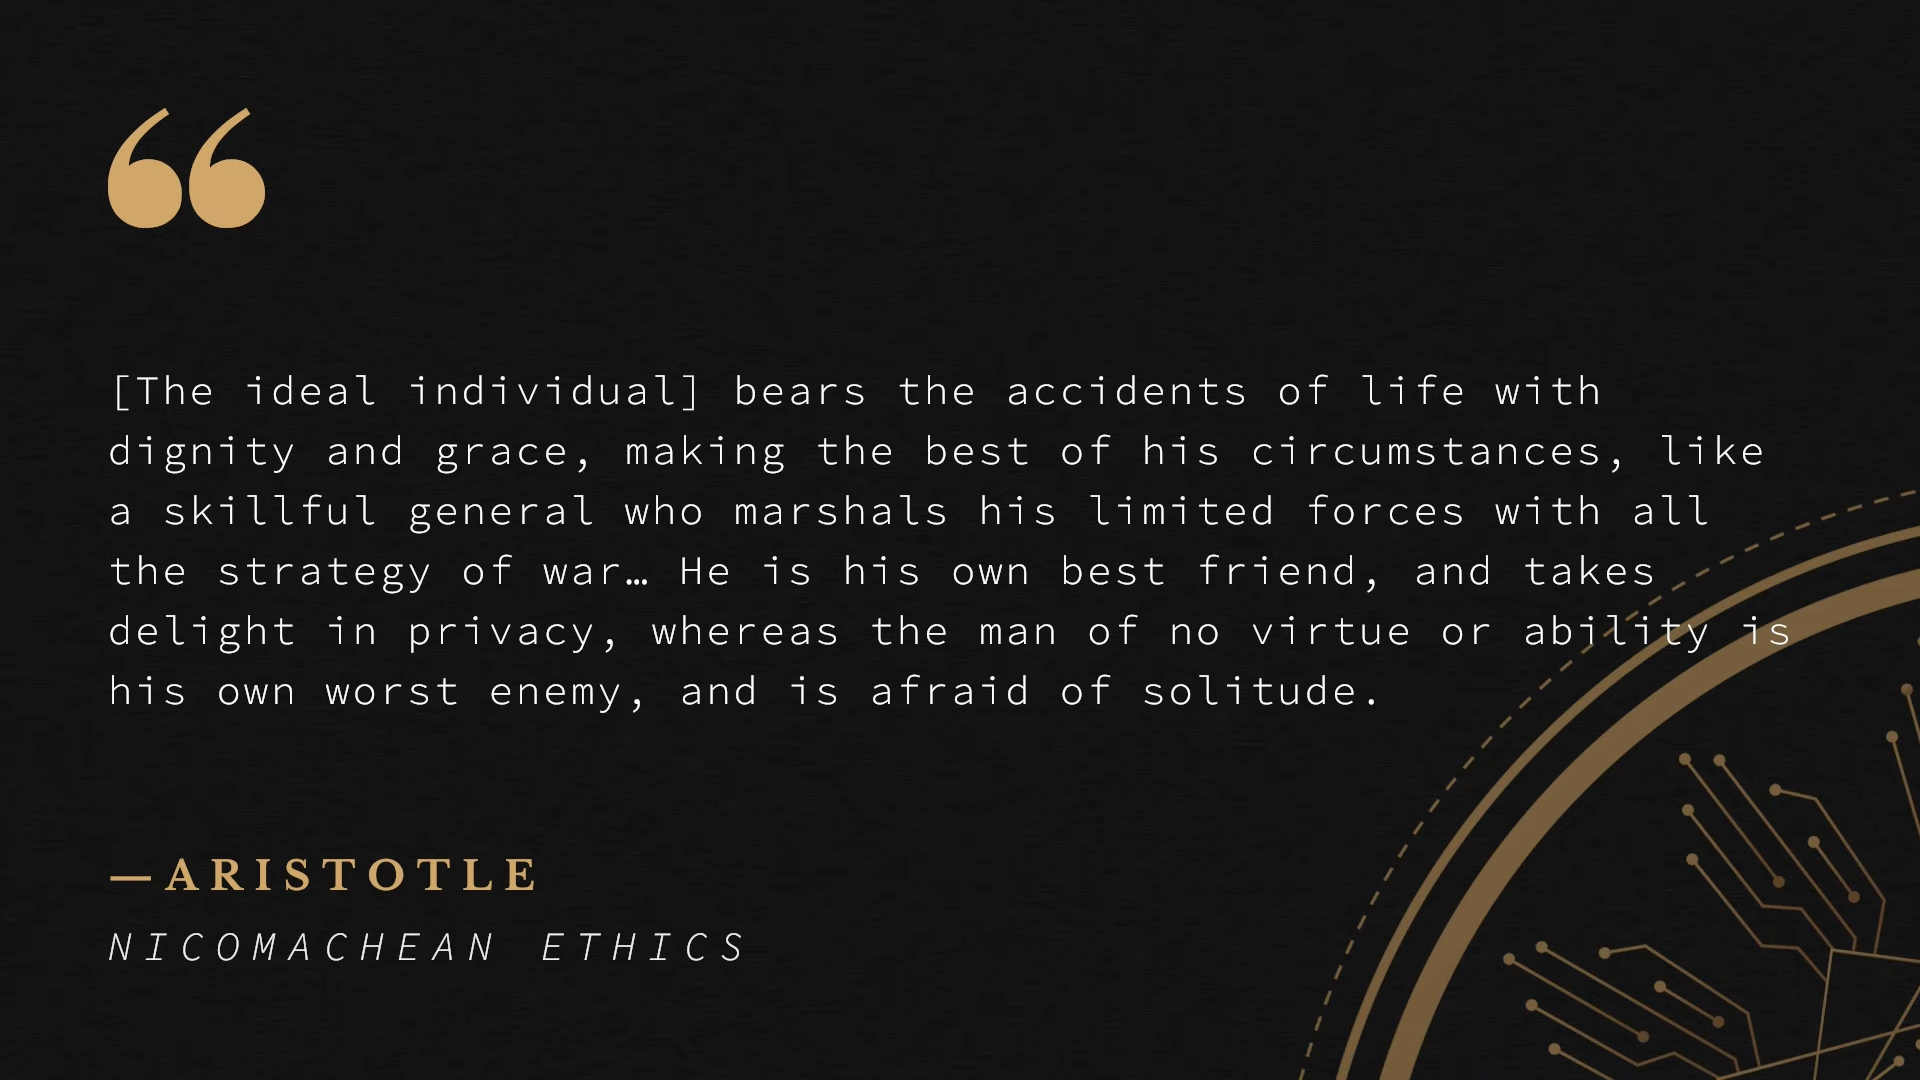 “
[The ideal individual] bears the accidents of life with
dignity and grace, making the best of his circumstances, like
a skillful general who marshals his limited forces with all
the strategy of war… He is his own best friend, and takes
delight in privacy, whereas the man of no virtue or ability is
his own worst enemy, and is afraid of solitude.
—ARISTOTLE
NICOMACHEAN ETHICS